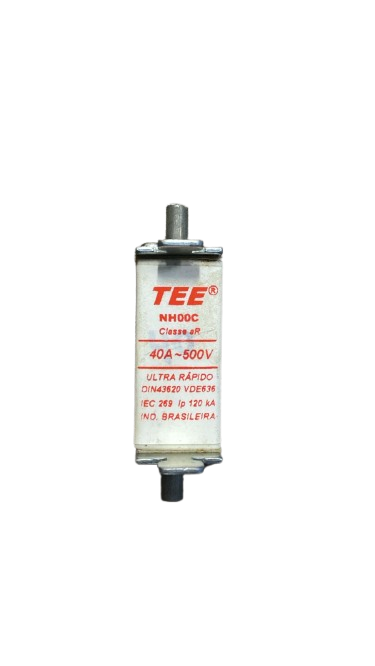 TEE®
NH00C
Classe aR
40A~500V
ULTRA RÁPIDO
DIN43620 VDE636
IEC 269 Ip 120 kA
IND. BRASILEIRA